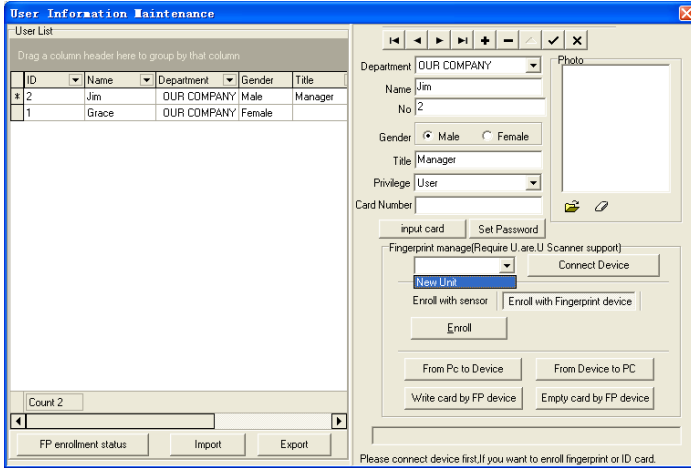 User Information Maintenance
User List
Drag a column header here to group by that column
ID Name Department Gender Title
* 2 Jim OUR COMPANY Male Manager
1 Grace OUR COMPANY Female
Count 2
FP enrollment status Import Export
Department OUR COMPANY
Name Jim
No 2
Gender Male Female
Title Manager
Privilege User
Card Number
Photo
input card Set Password
Fingerprint manage(Require U.are.U Scanner support)
Connect Device
New Unit
Enroll with sensor Enroll with Fingerprint device
Enroll
From Pc to Device From Device to PC
Write card by FP device Empty card by FP device
Please connect device first,If you want to enroll fingerprint or ID card.